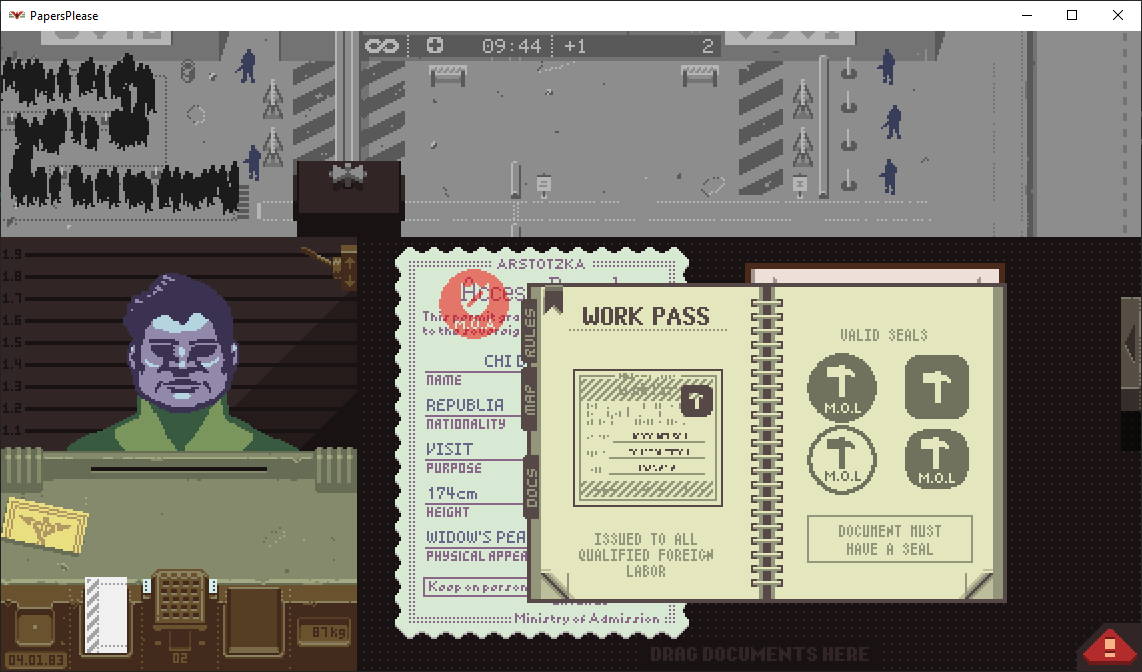 PapersPlease
09:44
+1
2
1.9
1.8
1.7
1.6
1.5
1.4
1.3
1.2
1.1
ARSTOTZKA
Acces
M.O.A
This permit gra
to the sovereig
CHI D
NAME
REPUBLIA
NATIONALITY
VISIT
PURPOSE
174cm
HEIGHT
WIDOW'S PEA
PHYSICAL APPEA
Keep on person
Ministry of Admission
RULES
MAP
DOCS
WORK PASS
ISSUED TO ALL
QUALIFIED FOREIGN
LABOR
VALID SEALS
M.O.L
M.O.L
M.O.L
DOCUMENT MUST
HAVE A SEAL
04.01.83
02
87kg
DRAG DOCUMENTS HERE